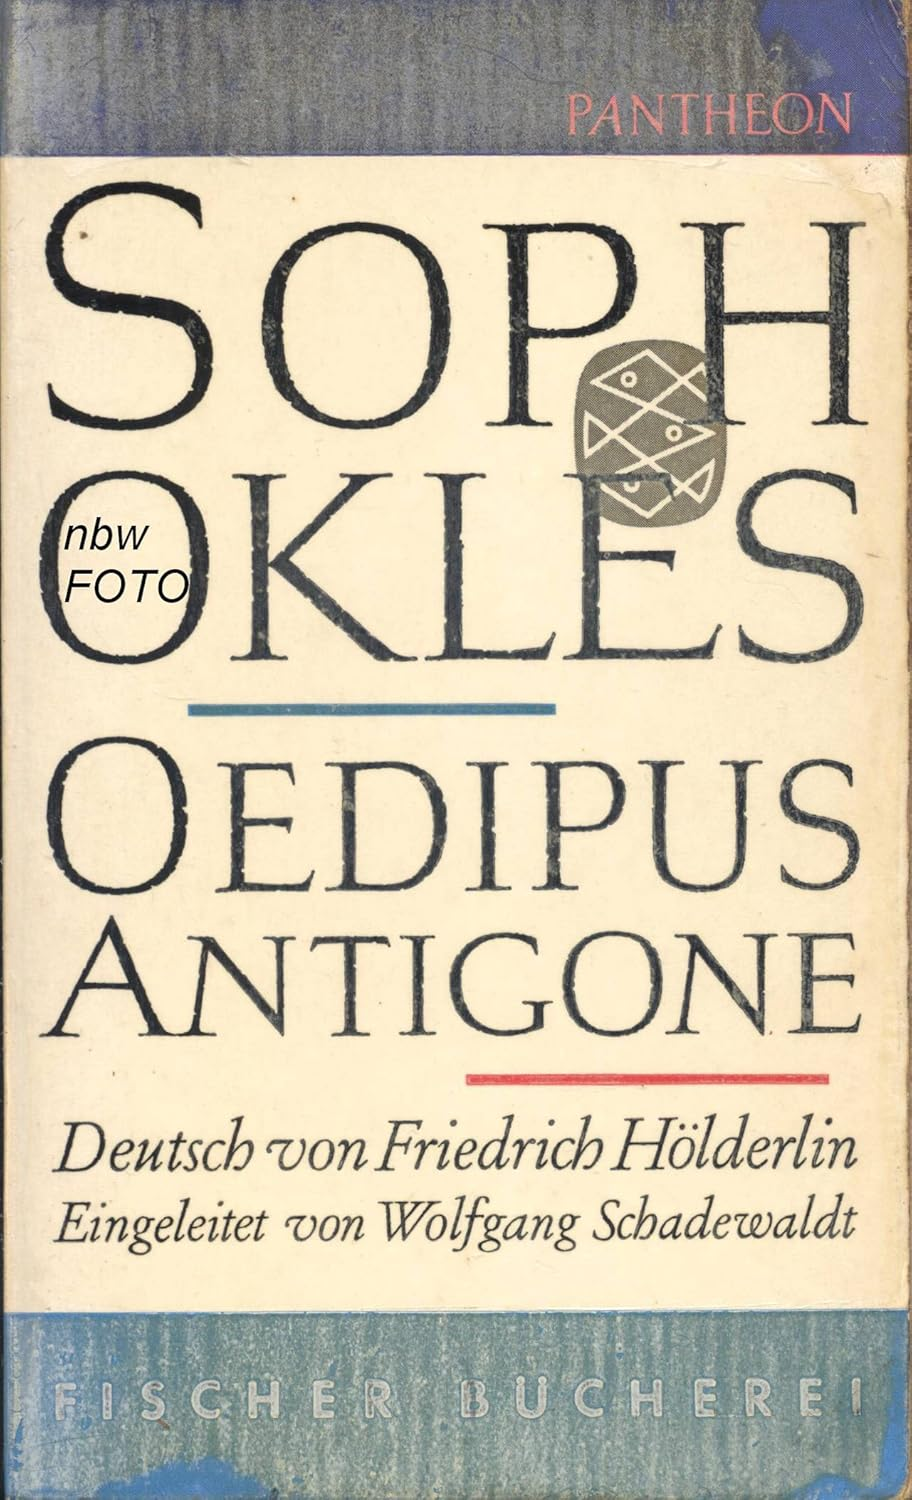 PANTHEON
SOPH
OKLES
nbw
FOTO
OEDIPUS
ANTIGONE
Deutsch von Friedrich Hölderlin
Eingeleitet von Wolfgang Schadewaldt
FISCHER BÜCHEREI